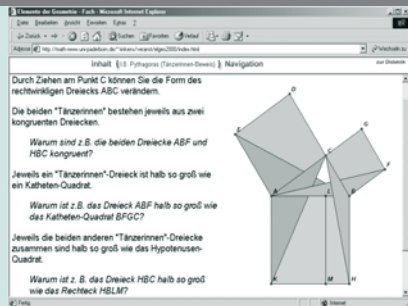 Elemente der Geometrie - Fach - Microsoft Internet Explorer
Datei Bearbeiten Ansicht Favoriten Extras ?
Zurück Suchen Favoriten Verlauf
Adresse Wechseln zu
Inhalt (I.8. Pythagoras (Tänzerinnen-Beweis)) Navigation
zur Startseite
Durch Ziehen am Punkt C können Sie die Form des
rechtwinkligen Dreiecks ABC verändern.
Die beiden "Tänzerinnen" bestehen jeweils aus zwei
kongruenten Dreiecken.
Warum sind z.B. die beiden Dreiecke ABF und
HBC kongruent?
Jeweils ein "Tänzerinnen"-Dreieck ist halb so groß wie
ein Katheten-Quadrat.
Warum ist z.B. das Dreieck ABF halb so groß wie
das Katheten-Quadrat BFGC?
Jeweils die beiden anderen "Tänzerinnen"-Dreiecke
zusammen sind halb so groß wie das Hypotenusen-
Quadrat.
Warum ist z. B. das Dreieck HBC halb so groß
wie das Rechteck HBLM?
D
G
E
C
F
A
L
B
K
M
H
Fertig
Internet